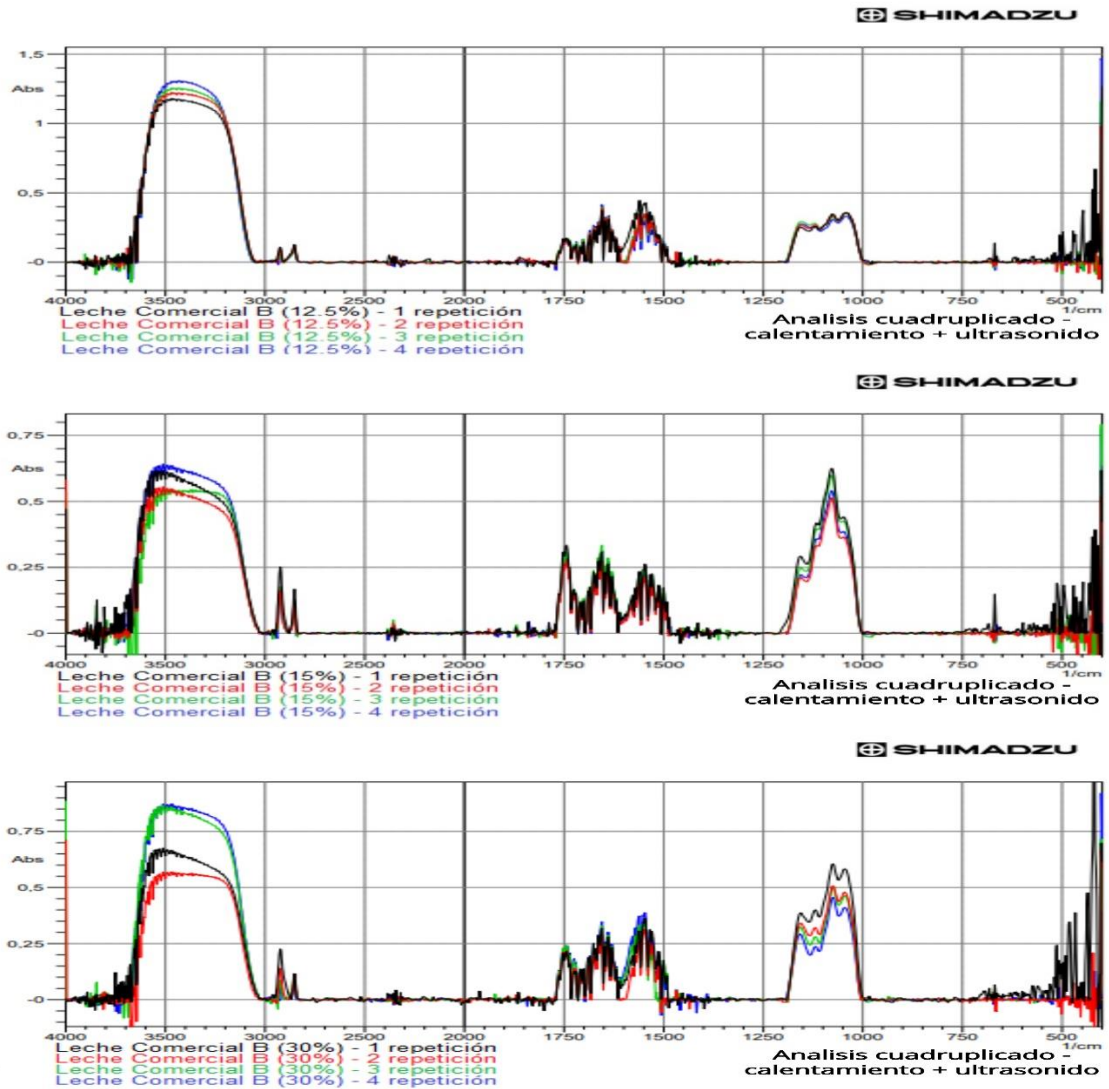 SHIMADZU
1,5
Abs
1
0,5
-0
4000 3500 3000 2500 2000 1750 1500 1250 1000 750 500
1/cm
Leche Comercial B (12.5%) - 1 repetición
Leche Comercial B (12.5%) - 2 repetición
Leche Comercial B (12.5%) - 3 repetición
Leche Comercial B (12.5%) - 4 repetición
Analisis cuadruplicado -
calentamiento + ultrasonido
SHIMADZU
0,75
Abs
0,5
0,25
-0
4000 3500 3000 2500 2000 1750 1500 1250 1000 750 500
1/cm
Leche Comercial B (15%) - 1 repetición
Leche Comercial B (15%) - 2 repetición
Leche Comercial B (15%) - 3 repetición
Leche Comercial B (15%) - 4 repetición
Analisis cuadruplicado -
calentamiento + ultrasonido
SHIMADZU
0,75
Abs
0,5
0,25
-0
4000 3500 3000 2500 2000 1750 1500 1250 1000 750 500
1/cm
Leche Comercial B (30%) - 1 repetición
Leche Comercial B (30%) - 2 repetición
Leche Comercial B (30%) - 3 repetición
Leche Comercial B (30%) - 4 repetición
Analisis cuadruplicado -
calentamiento + ultrasonido